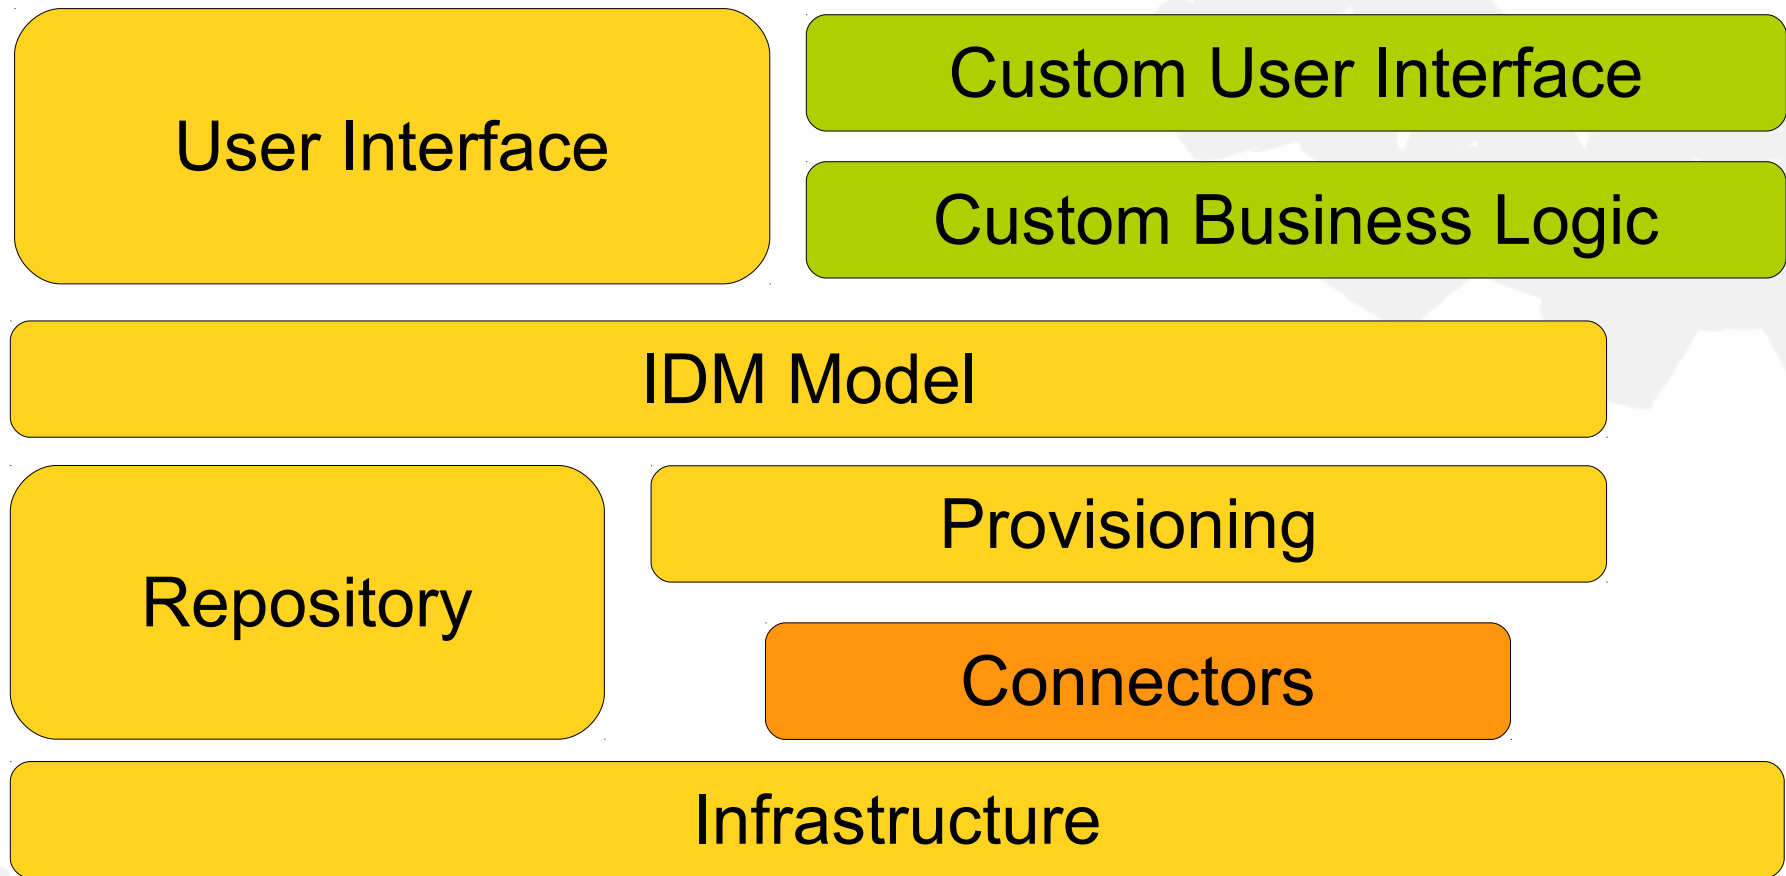 User Interface
Custom User Interface
Custom Business Logic
IDM Model
Repository
Provisioning
Connectors
Infrastructure